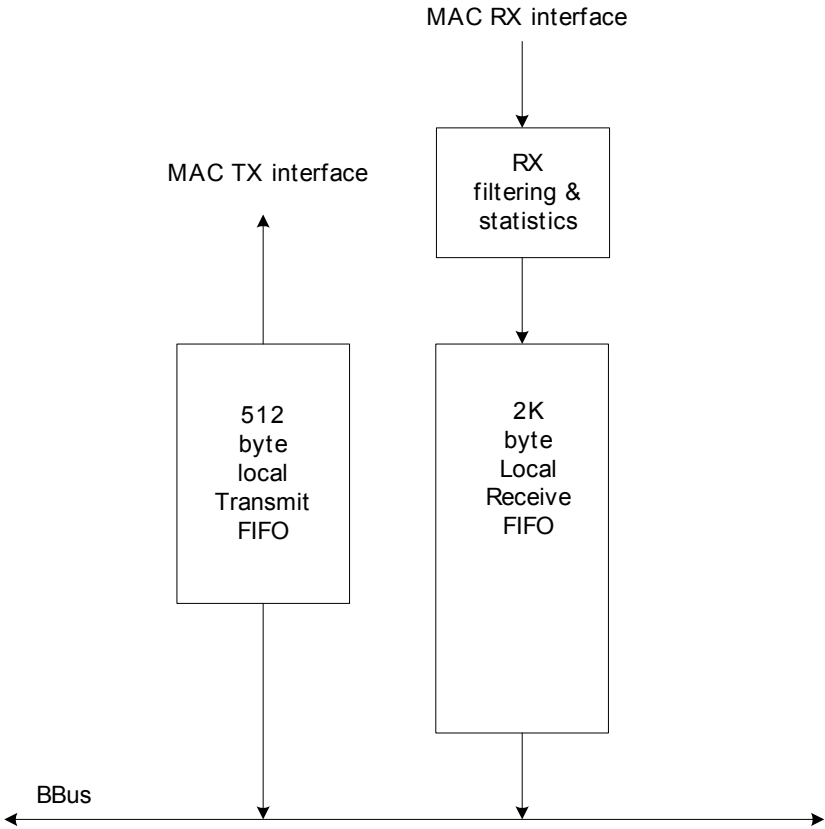 MAC RX interface
RX
filtering &
statistics
MAC TX interface
512
byte
local
Transmit
FIFO
2K
byte
Local
Receive
FIFO
BBus